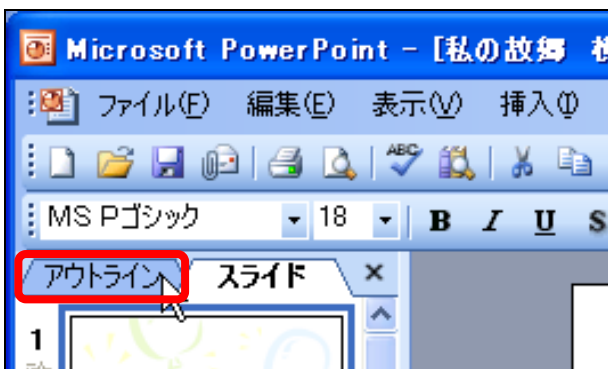 Microsoft PowerPoint - [私の故郷
ファイル(F) 編集(E) 表示(V) 挿入(I)
ABC
MS Pゴシック 18 B I U S
アウトライン スライド ×
1